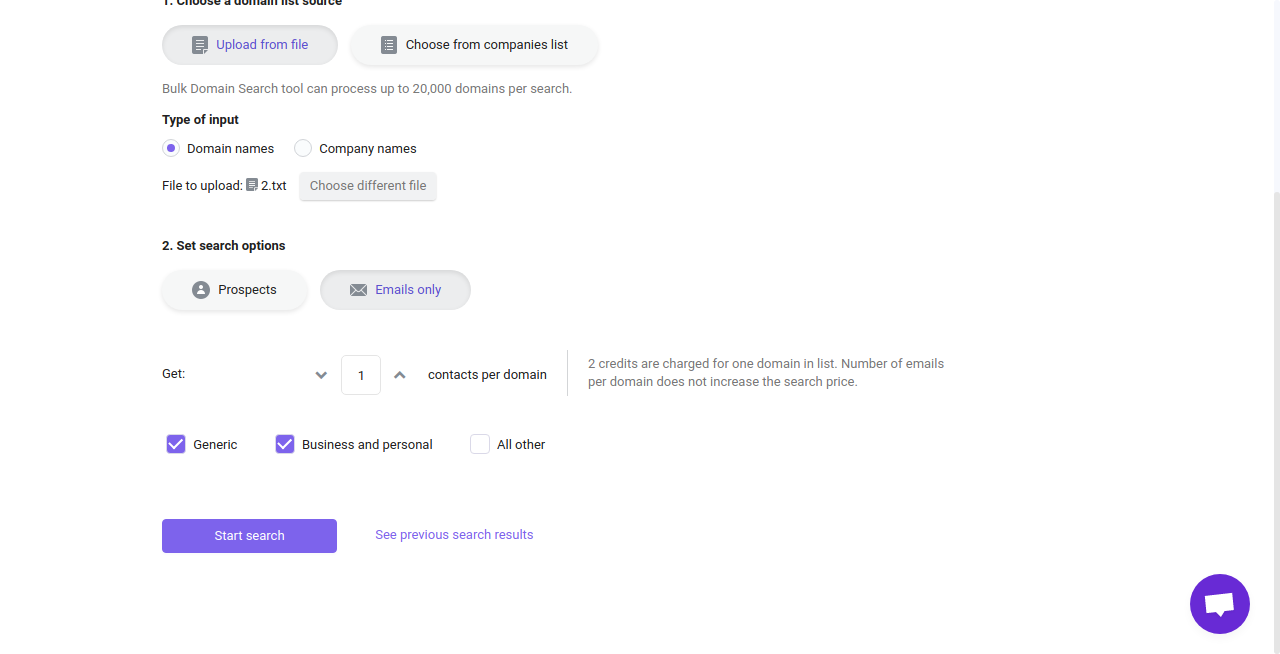 1. Choose a domain list source
Upload from file
Choose from companies list
Bulk Domain Search tool can process up to 20,000 domains per search.
Type of input
Domain names
Company names
File to upload: 2.txt
Choose different file
2. Set search options
Prospects
Emails only
Get:
1
contacts per domain
2 credits are charged for one domain in list. Number of emails
per domain does not increase the search price.
Generic
Business and personal
All other
Start search
See previous search results